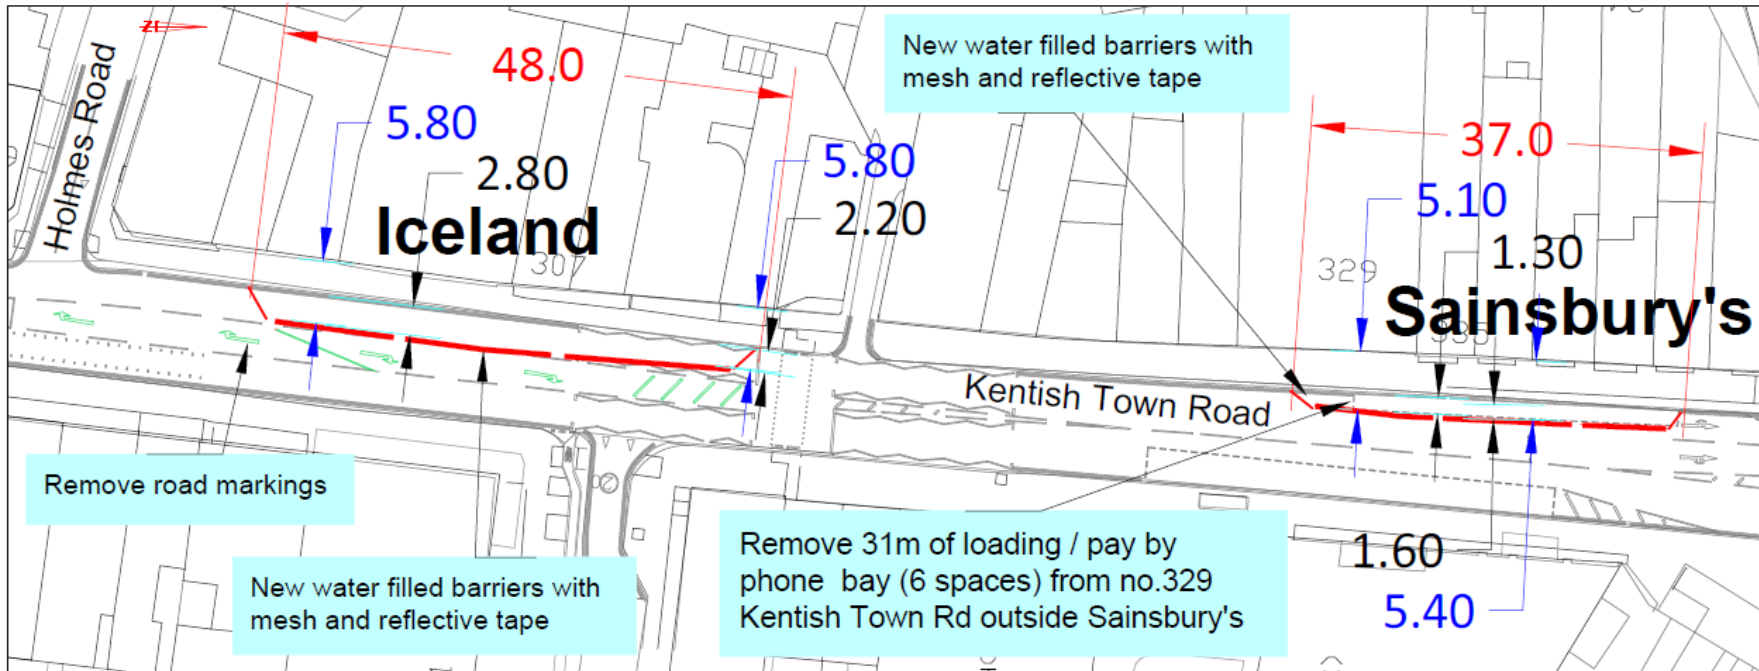 N
Holmes Road
48.0
5.80
2.80
Iceland
307
5.80
2.20
New water filled barriers with
mesh and reflective tape
37.0
5.10
1.30
329
Sainsbury's
335
Kentish Town Road
Remove road markings
New water filled barriers with
mesh and reflective tape
Remove 31m of loading / pay by
phone bay (6 spaces) from no.329
Kentish Town Rd outside Sainsbury's
1.60
5.40